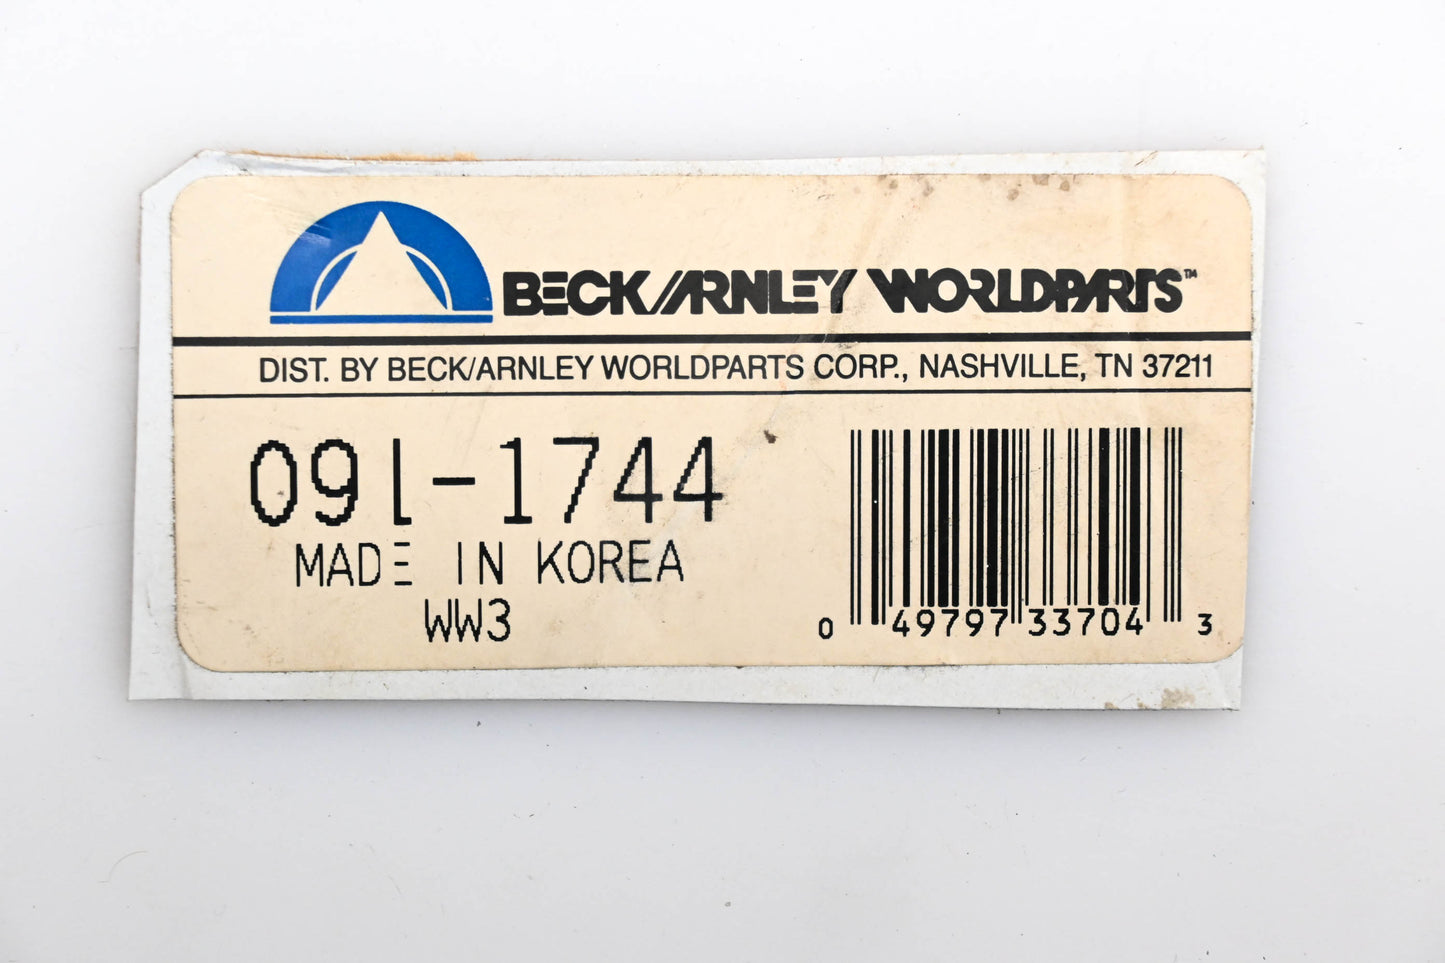 BECK/ARNLEY WORLDPARTS™
DIST. BY BECK/ARNLEY WORLDPARTS CORP., NASHVILLE, TN 37211
091-1744
MADE IN KOREA
WW3
0 49797 33704 3